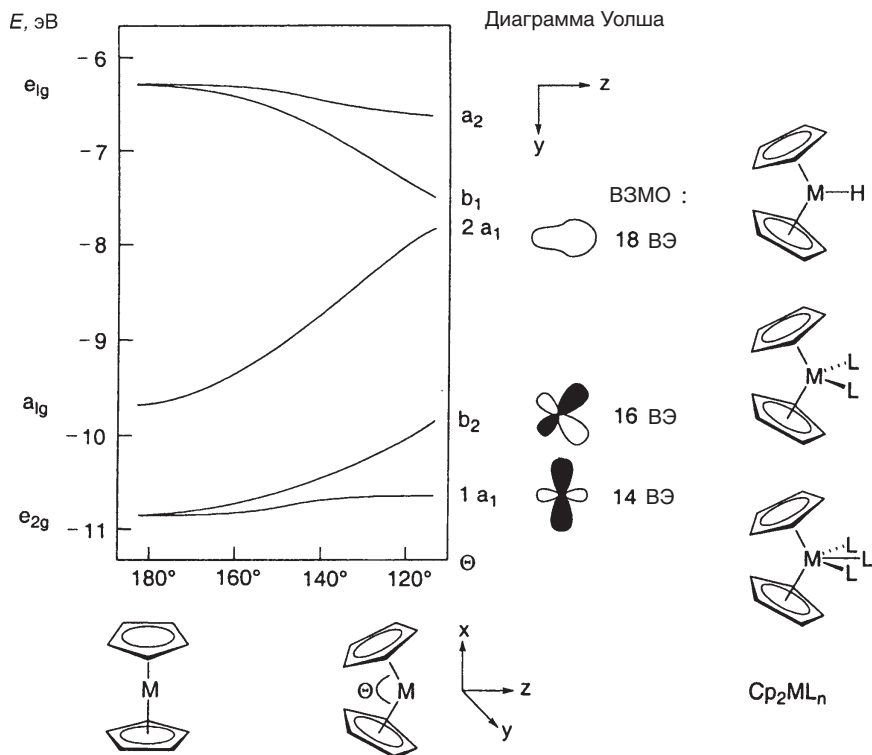 E, эВ
Диаграмма Уолша
– 6
e1g
a2
z
y
– 7
b1
ВЗМО :
M H
2 a1
18 ВЭ
– 8
– 9
a1g
M L
L
b2
16 ВЭ
– 10
1 a1
14 ВЭ
e2g
– 11
M L
L
L
Θ
180° 160° 140° 120°
x
M
Θ M
z
y
Cp2MLn